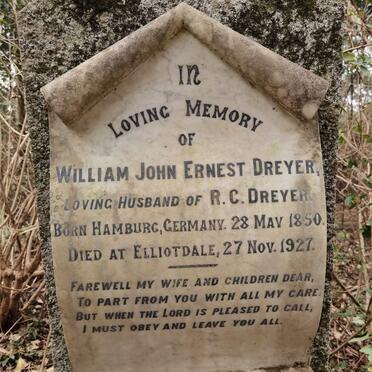 IN
LOVING MEMORY
OF
WILLIAM JOHN ERNEST DREYER,
LOVING HUSBAND OF R.C. DREYER.
BORN HAMBURG, GERMANY. 28 MAY 1850.
DIED AT ELLIOTDALE, 27 NOV. 1927.
FAREWELL MY WIFE AND CHILDREN DEAR,
TO PART FROM YOU WITH ALL MY CARE
BUT WHEN THE LORD IS PLEASED TO CALL,
I MUST OBEY AND LEAVE YOU ALL.